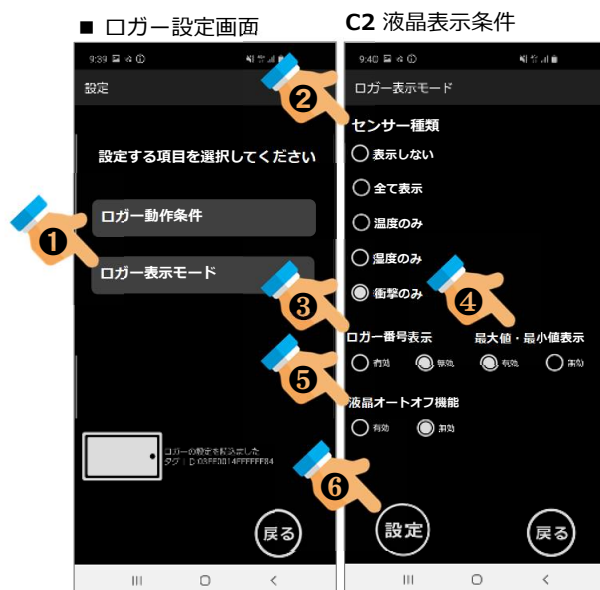 ■ ロガー設定画面
9:39
設定
❷
設定する項目を選択してください
❶
ロガー動作条件
ロガー表示モード
❸
❺
ロガーの設定を読込ました
❻
戻る
C2 液晶表示条件
9:40
ロガー表示モード
センサー種類
表示しない
全て表示
温度のみ
湿度のみ
衝撃のみ
❹
ロガー番号表示 最大値・最小値表示
有効 無効 有効 無効
液晶オートオフ機能
有効 無効
設定 戻る